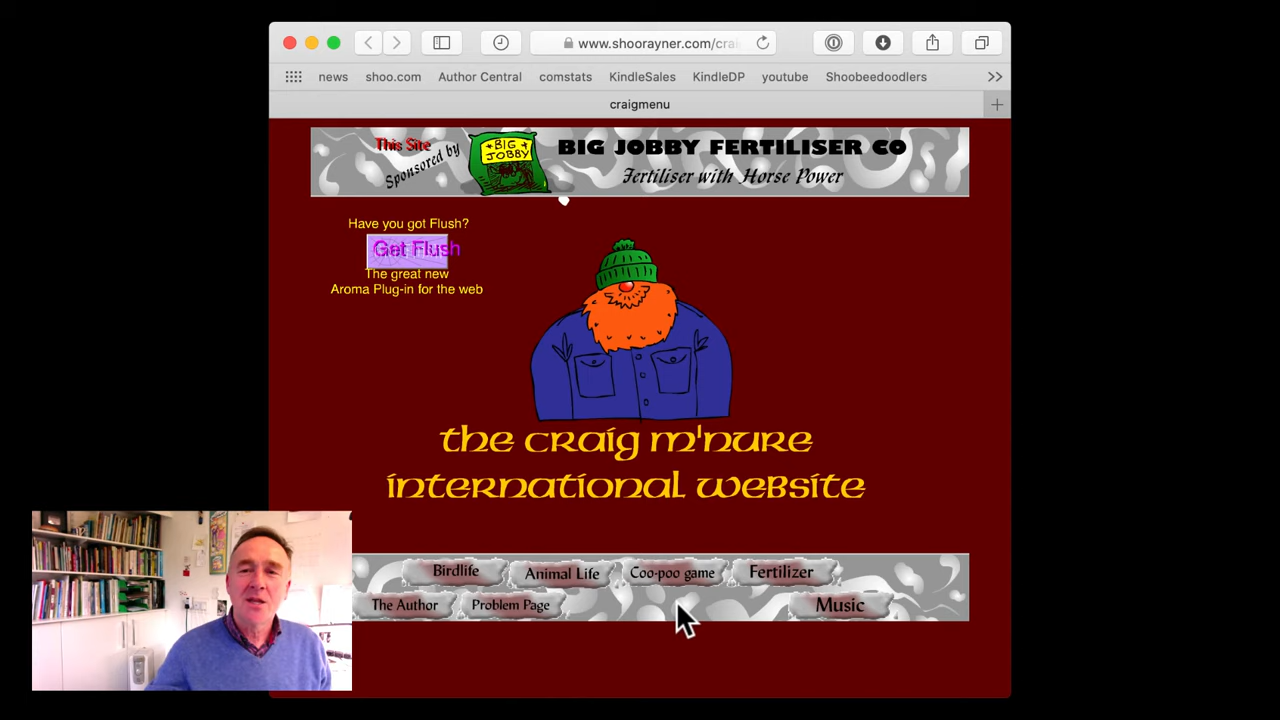 www.shoorayner.com/crai
news shoo.com Author Central comstats KindleSales KindleDP youtube Shoobeedoodlers
craigmenu
This Site
Sponsored by
BIG
JOBBY
BIG JOBBY FERTILISER CO
Fertiliser with Horse Power
Have you got Flush?
Get Flush
The great new
Aroma Plug-in for the web
the craig m'nure
international website
Birdlife Animal Life Coo-poo game Fertilizer
The Author Problem Page Music